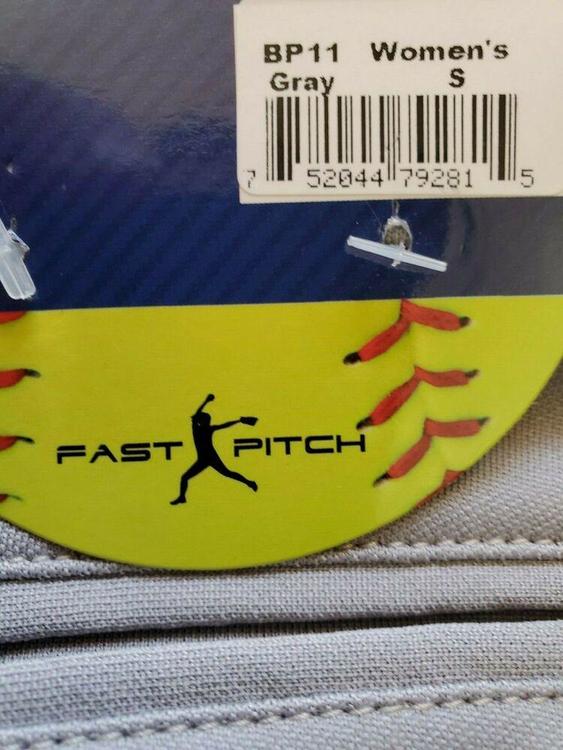 BP11 Women's
Gray S
7 52044 79281 5
FAST PITCH